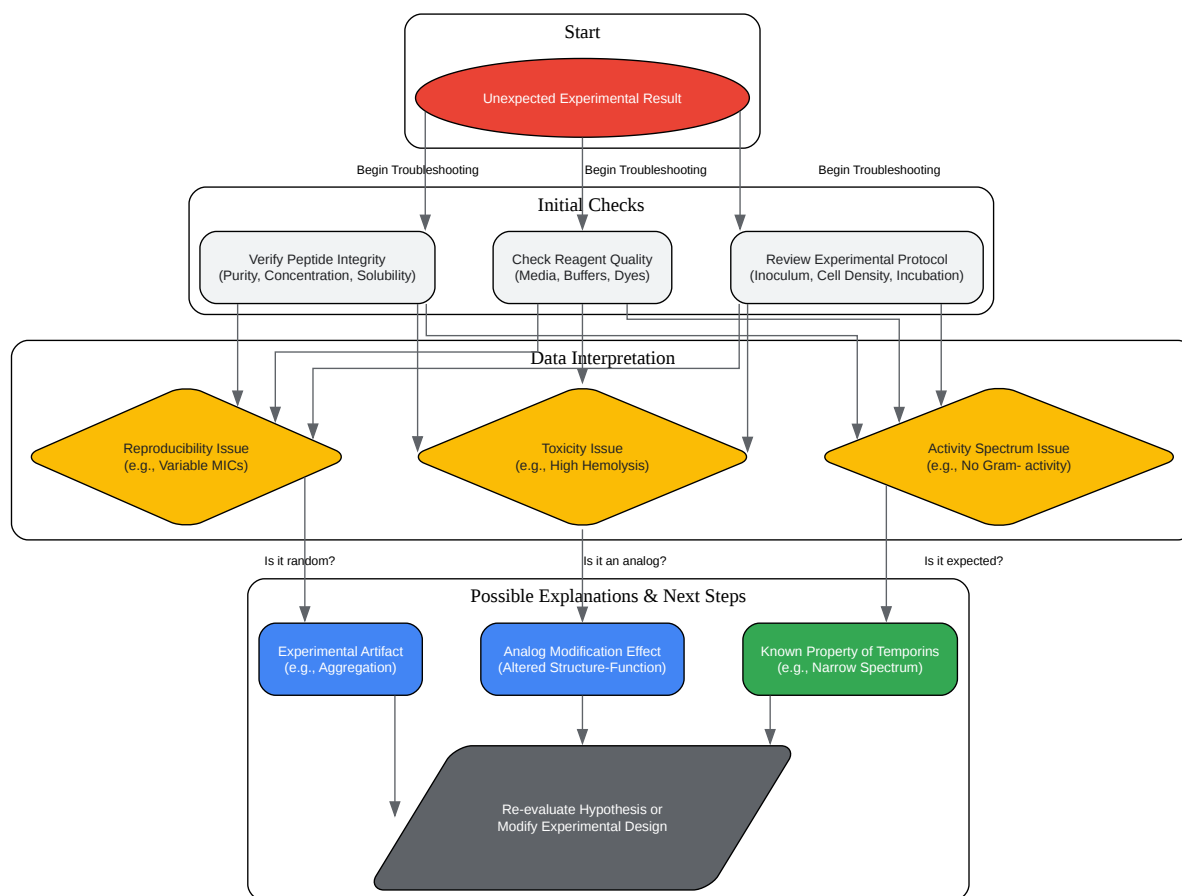 Start
Unexpected Experimental Result
Begin Troubleshooting
Begin Troubleshooting
Begin Troubleshooting
Initial Checks
Verify Peptide Integrity
(Purity, Concentration, Solubility)
Check Reagent Quality
(Media, Buffers, Dyes)
Review Experimental Protocol
(Inoculum, Cell Density, Incubation)
Data Interpretation
Reproducibility Issue
(e.g., Variable MICs)
Toxicity Issue
(e.g., High Hemolysis)
Activity Spectrum Issue
(e.g., No Gram- activity)
Is it random?
Is it an analog?
Is it expected?
Possible Explanations & Next Steps
Experimental Artifact
(e.g., Aggregation)
Analog Modification Effect
(Altered Structure-Function)
Known Property of Temporins
(e.g., Narrow Spectrum)
Re-evaluate Hypothesis or
Modify Experimental Design